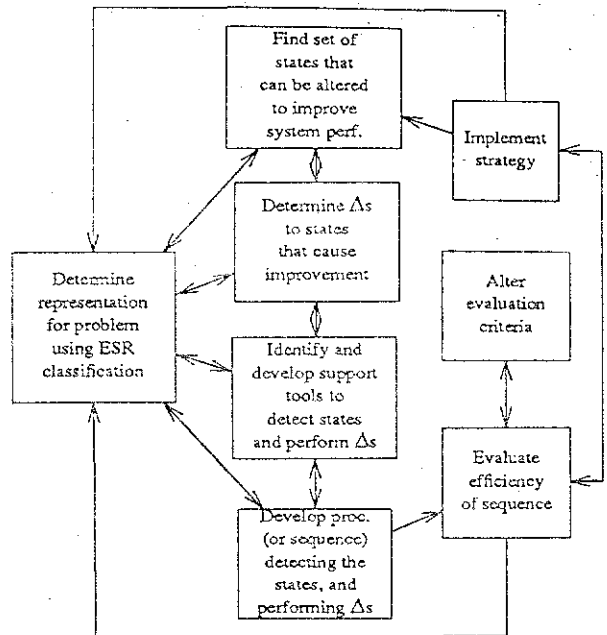 Find set of
states that
can be altered
to improve
system perf.
Implement
strategy
Determine Δs
to states
that cause
improvement
Determine
representation
for problem
using ESR
classification
Alter
evaluation
criteria
Identify and
develop support
tools to
detect states
and perform Δs
Evaluate
efficiency
of sequence
Develop proc.
(or sequence)
detecting the
states, and
performing Δs